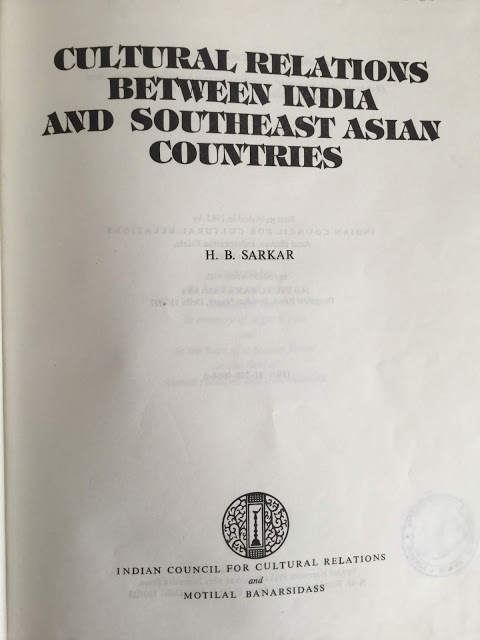 CULTURAL RELATIONS
BETWEEN INDIA
AND SOUTHEAST ASIAN
COUNTRIES
H. B. SARKAR
INDIAN COUNCIL FOR CULTURAL RELATIONS
and
MOTILAL BANARSIDASS